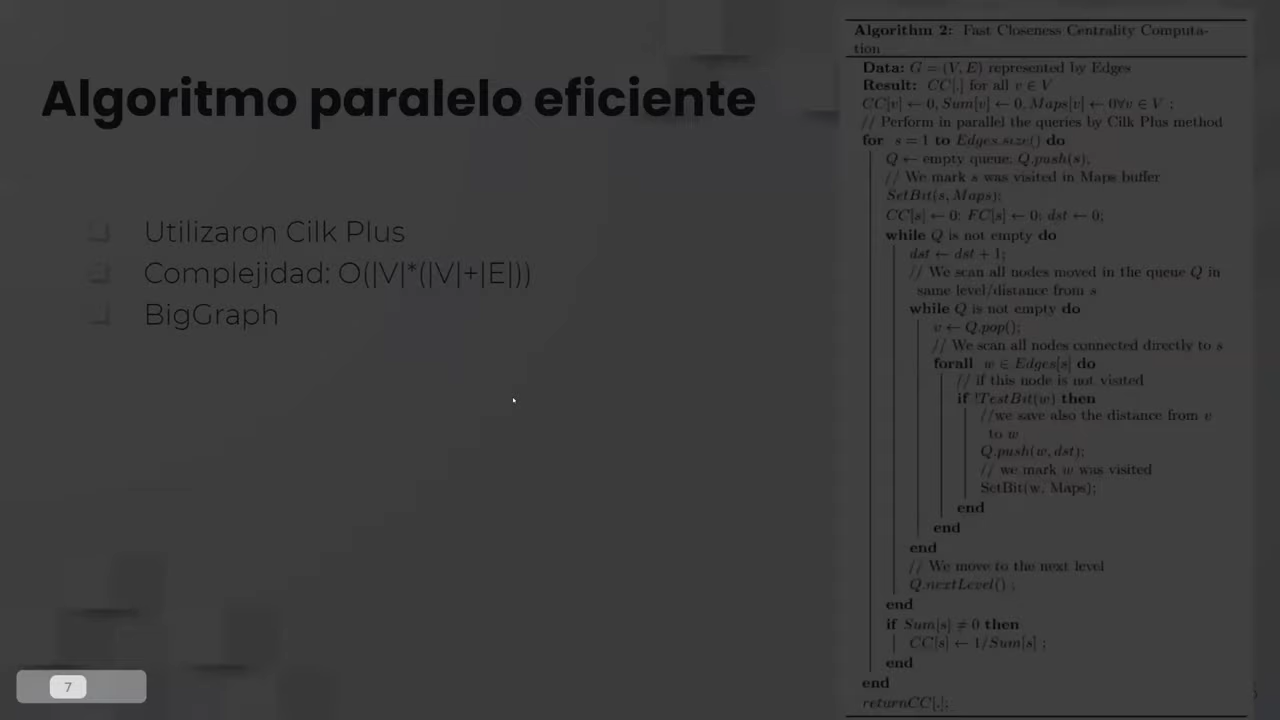 Algoritmo paralelo eficiente
Utilizaron Cilk Plus
Complejidad: O(|V|*(|V|+|E|))
BigGraph
Algorithm 2: Fast Closeness Centrality Computa-
tion
Data: G = (V, E) represented by Edges
Result: CC[.] for all v ∈ V
CC[v] ← 0, Sum[v] ← 0, Maps[v] ← 0∀v ∈ V ;
// Perform in parallel the queries by Cilk Plus method
for s = 1 to Edges.size() do
Q ← empty queue; Q.push(s),
// We mark s was visited in Maps buffer
SetBit(s, Maps);
CC[s] ← 0; FC[s] ← 0; dst ← 0;
while Q is not empty do
dst ← dst + 1;
// We scan all nodes moved in the queue Q in
same level/distance from s
while Q is not empty do
v ← Q.pop();
// We scan all nodes connected directly to s
forall w ∈ Edges[s] do
// if this node is not visited
if !TestBit(w) then
//we save also the distance from v
to w
Q.push(w, dst);
// we mark w was visited
SetBit(w, Maps);
end
end
end
// We move to the next level
Q.nextLevel() ;
end
if Sum[s] ≠ 0 then
CC[s] ← 1/Sum[s] ;
end
end
returnCC[.];
7